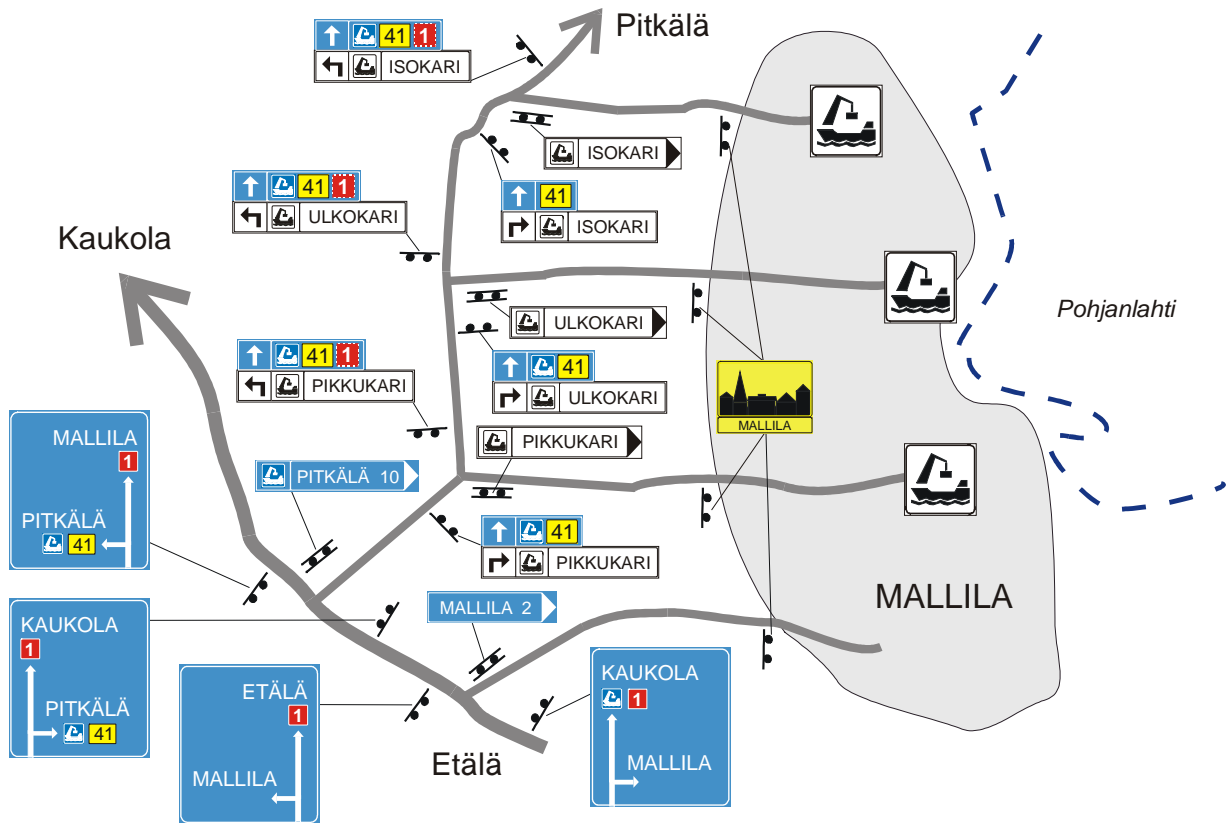 41 1
ISOKARI
Pitkälä
ISOKARI
41
ISOKARI
41 1
ULKOKARI
Kaukola
Pohjanlahti
ULKOKARI
41 1
PIKKUKARI
41
ULKOKARI
MALLILA
PIKKUKARI
MALLILA
1
PITKÄLÄ
41
PITKÄLÄ 10
41
PIKKUKARI
MALLILA
MALLILA 2
KAUKOLA
1
PITKÄLÄ
41
ETÄLÄ
1
MALLILA
Etälä
KAUKOLA
1
MALLILA